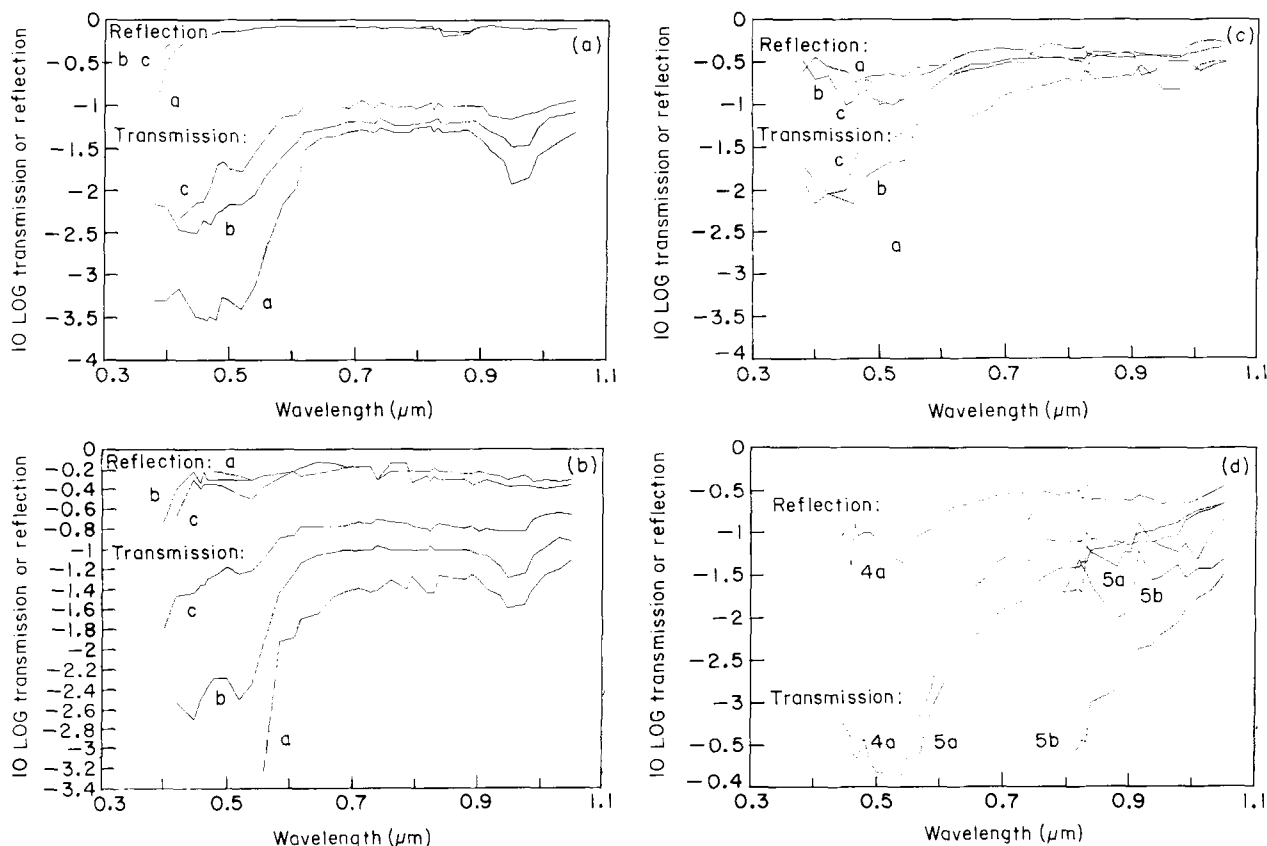 (a)
10 LOG transmission or reflection
0
-0.5
-1
-1.5
-2
-2.5
-3
-3.5
-4
Reflection
b c
a
Transmission:
c
b
a
0.3 0.5 0.7 0.9 1.1
Wavelength (μm)
(c)
10 LOG transmission or reflection
0
-0.5
-1
-1.5
-2
-2.5
-3
-3.5
-4
Reflection:
a
b
c
Transmission:
c
b
a
0.3 0.5 0.7 0.9 1.1
Wavelength (μm)
(b)
10 LOG transmission or reflection
0
-0.2
-0.4
-0.6
-0.8
-1
-1.2
-1.4
-1.6
-1.8
-2
-2.2
-2.4
-2.6
-2.8
-3
-3.2
-3.4
Reflection: a
b
c
Transmission:
c
b
a
0.3 0.5 0.7 0.9 1.1
Wavelength (μm)
(d)
10 LOG transmission or reflection
0
-0.5
-1
-1.5
-2
-2.5
-3
-0.5
-0.4
Reflection:
4a
5a
5b
Transmission:
4a 5a 5b
0.3 0.5 0.7 0.9 1.1
Wavelength (μm)